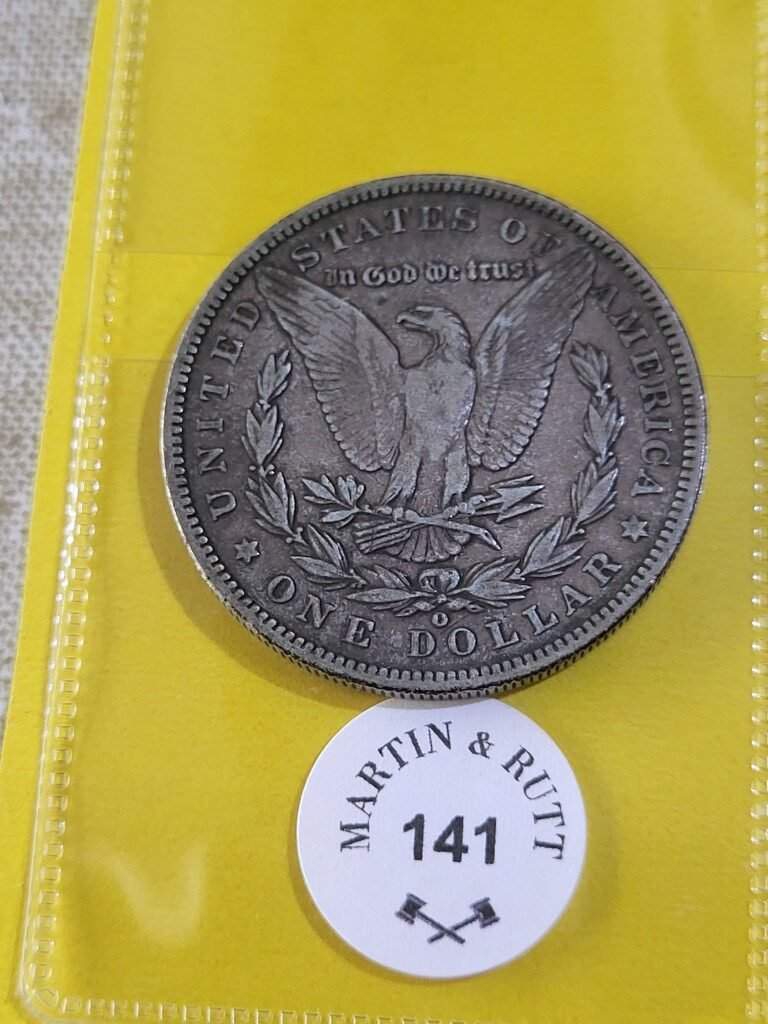 UNITED STATES OF AMERICA
In God We trust
O
ONE DOLLAR
MARTIN & RUTT
141